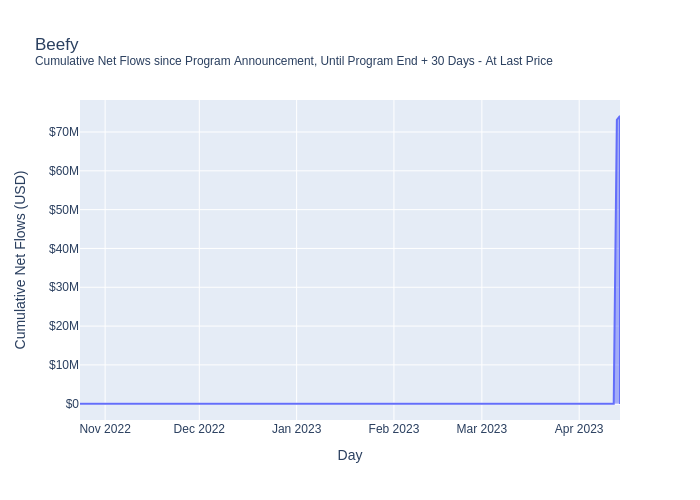 Beefy
Cumulative Net Flows since Program Announcement, Until Program End + 30 Days - At Last Price
Cumulative Net Flows (USD)
$70M
$60M
$50M
$40M
$30M
$20M
$10M
$0
Nov 2022
Dec 2022
Jan 2023
Feb 2023
Mar 2023
Apr 2023
Day